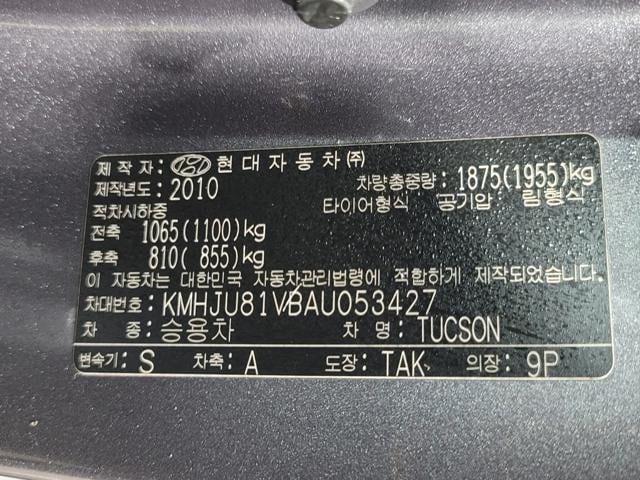 제 작 자: 현대자동차㈜
제작년도: 2010 차량총중량: 1875(1955)kg
적차시하중 타이어형식 공기압 림형식
전축 1065(1100)kg
후축 810( 855)kg
이 자동차는 대한민국 자동차관리법령에 적합하게 제작되었습니다.
차대번호: KMHJU81VBAU053427
차 종: 승용차 차 명: TUCSON
변속기: S 차축: A 도장: TAK 의장: 9P